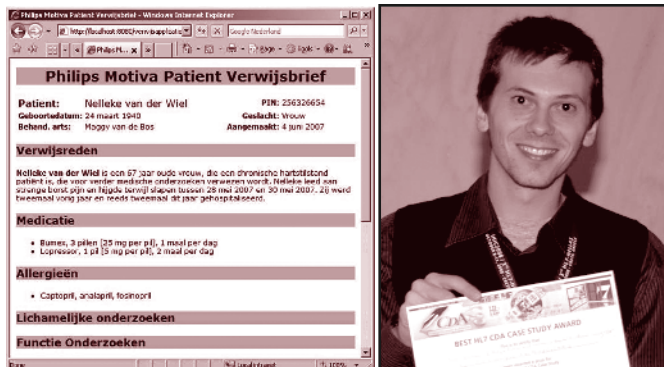 Philips Motiva Patient Verwijsbrief - Windows Internet Explorer
Google Nederland
Philips M...
Philips Motiva Patient Verwijsbrief
Patient: Nelleke van der Wiel PIN: 256326654
Geboortedatum: 24 maart 1940 Geslacht: Vrouw
Behand. arts: Maggy van de Bos Aangemaakt: 4 juni 2007
Verwijsreden
Nelleke van der Wiel is een 67 jaar oude vrouw, die een chronische hartstilstand
patiënt is, die voor verder medische onderzoeken verwezen wordt. Nelleke leed aan
strenge borst pijn en hijgde terwijl slapen tussen 28 mei 2007 en 30 mei 2007. Zij werd
tweemaal vorig jaar en reeds tweemaal dit jaar gehospitaliseerd.
Medicatie
• Bumex, 3 pillen [25 mg per pil], 1 maal per dag
• Lopressor, 1 pil [5 mg per pil], 2 maal per dag
Allergieën
• Captopril, analapril, fosinopril
Lichamelijke onderzoeken
Functie Onderzoeken
Done Local intranet 100%
CDA
BEST HL7 CDA CASE STUDY AWARD